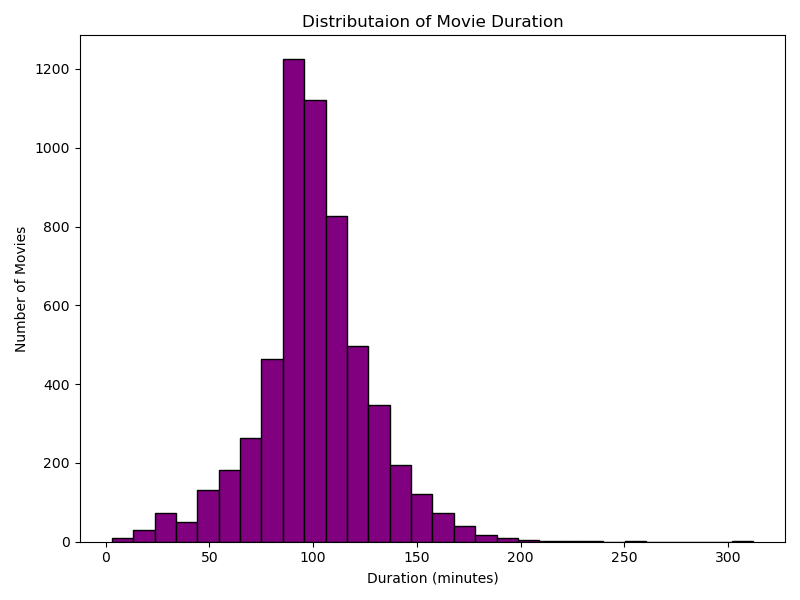 Distributaion of Movie Duration
1200
1000
800
600
400
200
0
Number of Movies
0 50 100 150 200 250 300
Duration (minutes)